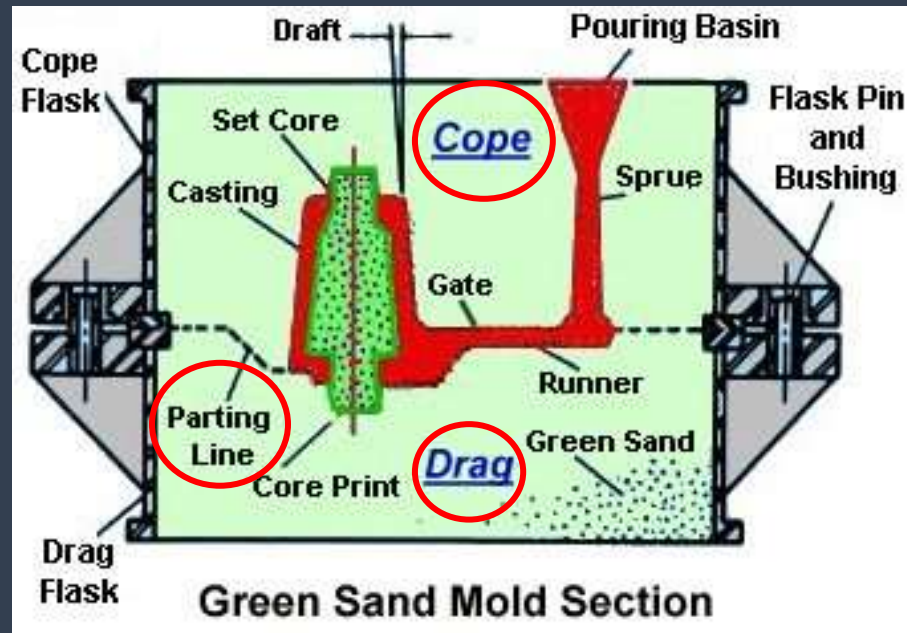 Draft
Pouring Basin
Cope
Flask
Set Core
Cope
Flask Pin
and
Bushing
Casting
Sprue
Gate
Runner
Parting
Line
Core Print
Drag
Green Sand
Drag
Flask
Green Sand Mold Section